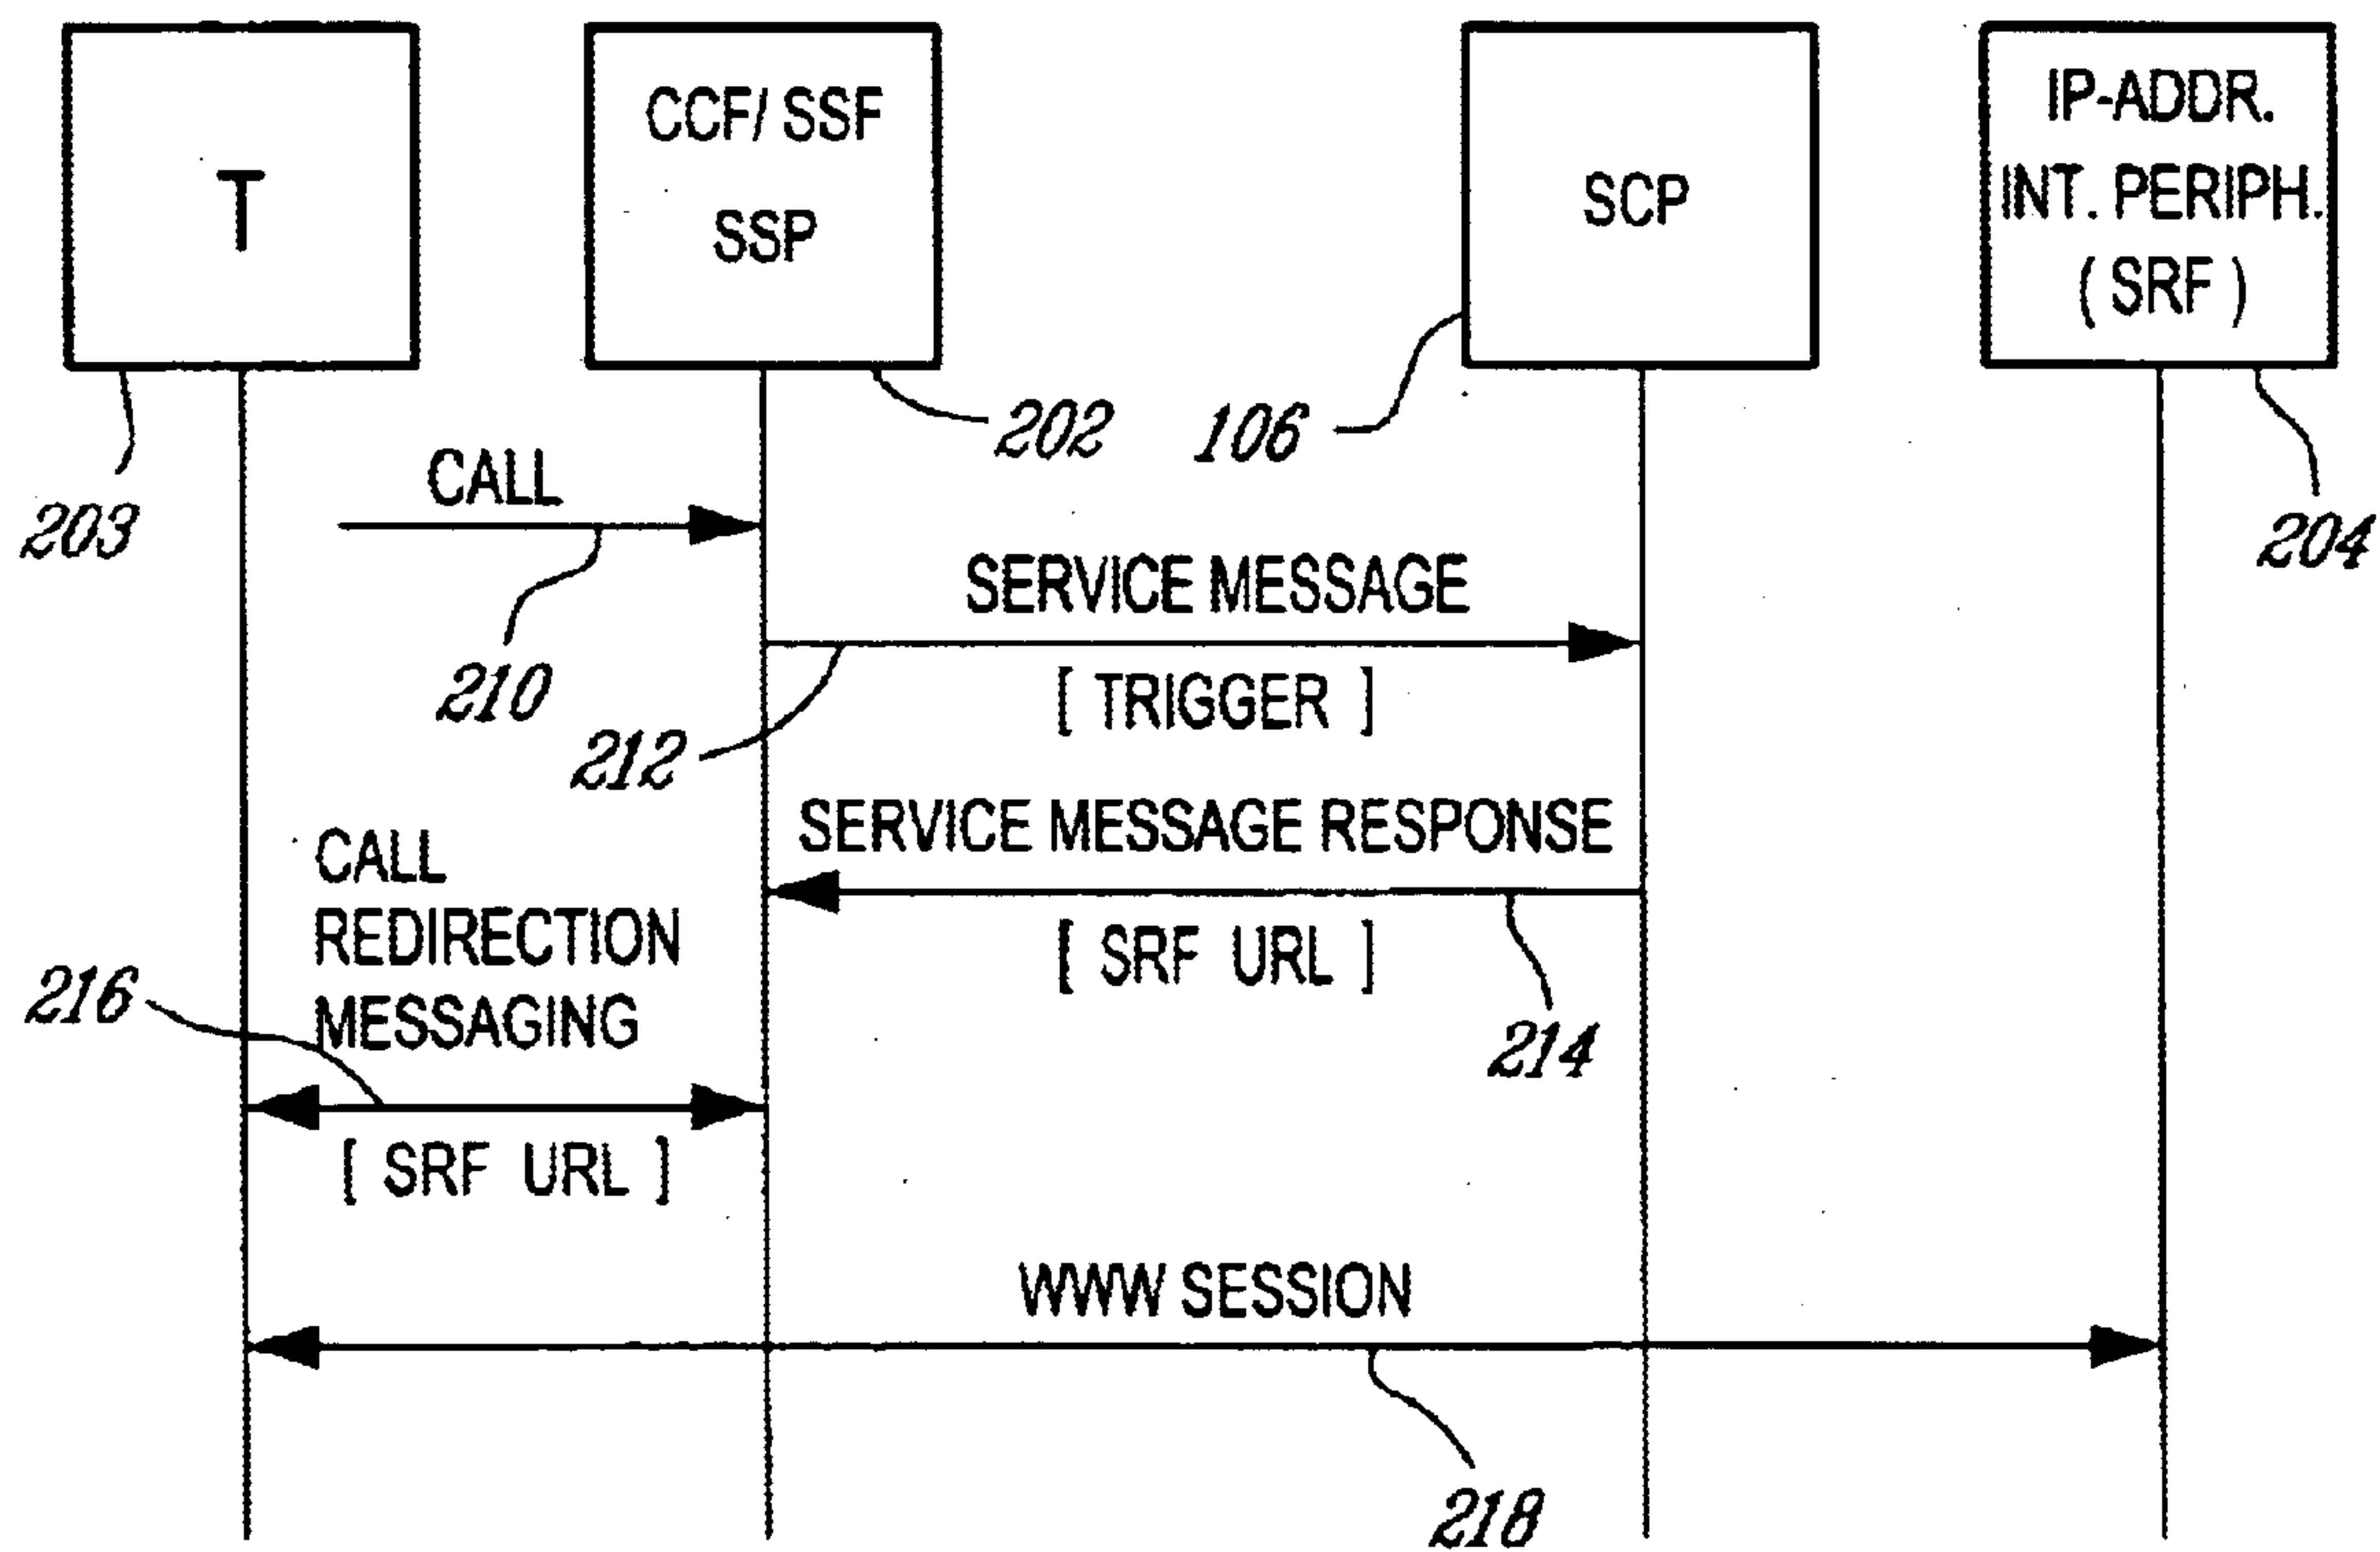 T
CCF/ SSF
SSP
SCP
IP-ADDR.
INT. PERIPH.
( SRF )
203
202
106
204
CALL
210
SERVICE MESSAGE
[ TRIGGER ]
212
SERVICE MESSAGE RESPONSE
[ SRF URL ]
214
CALL
REDIRECTION
MESSAGING
216
[ SRF URL ]
WWW SESSION
218